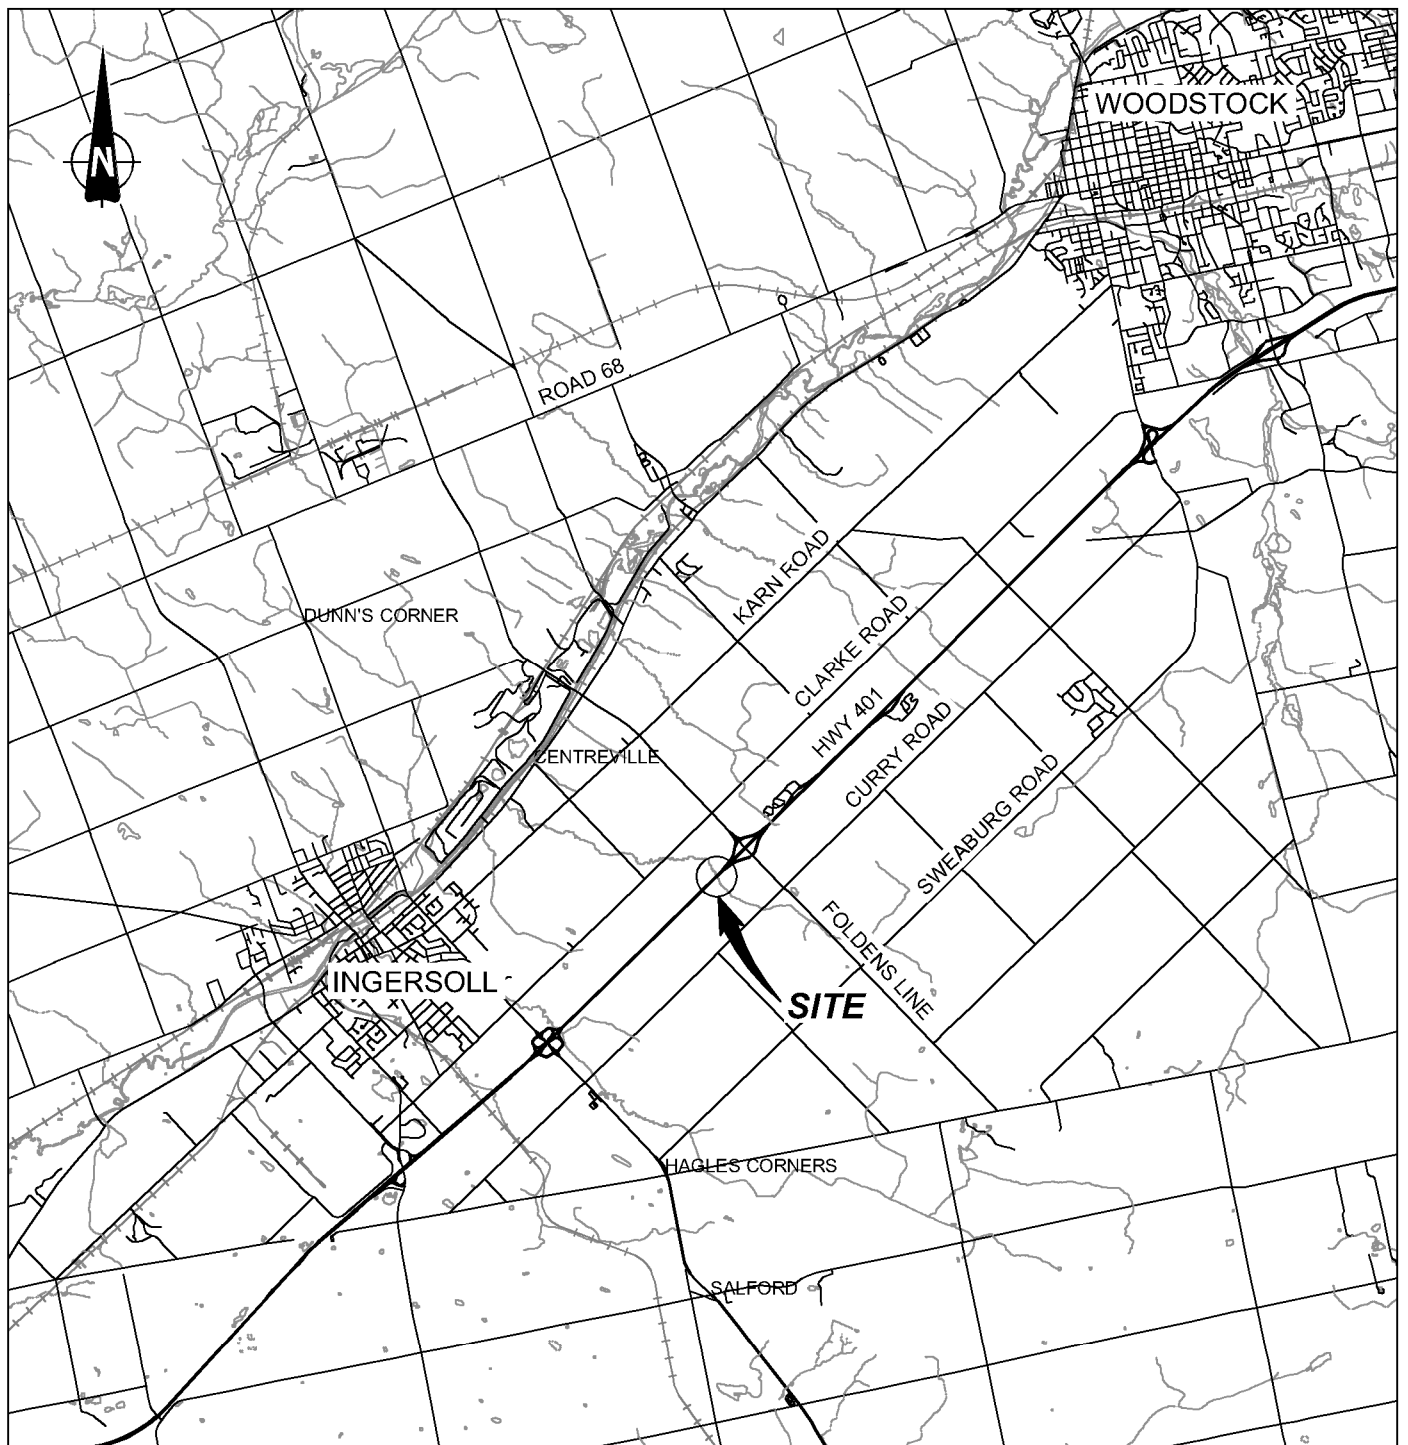 WOODSTOCK
N
ROAD 68
KARN ROAD
DUNN'S CORNER
CLARKE ROAD
HWY 401
CENTREVILLE
CURRY ROAD
SWEABURG ROAD
FOLDENS LINE
INGERSOLL
SITE
HAGLES CORNERS
SALFORD